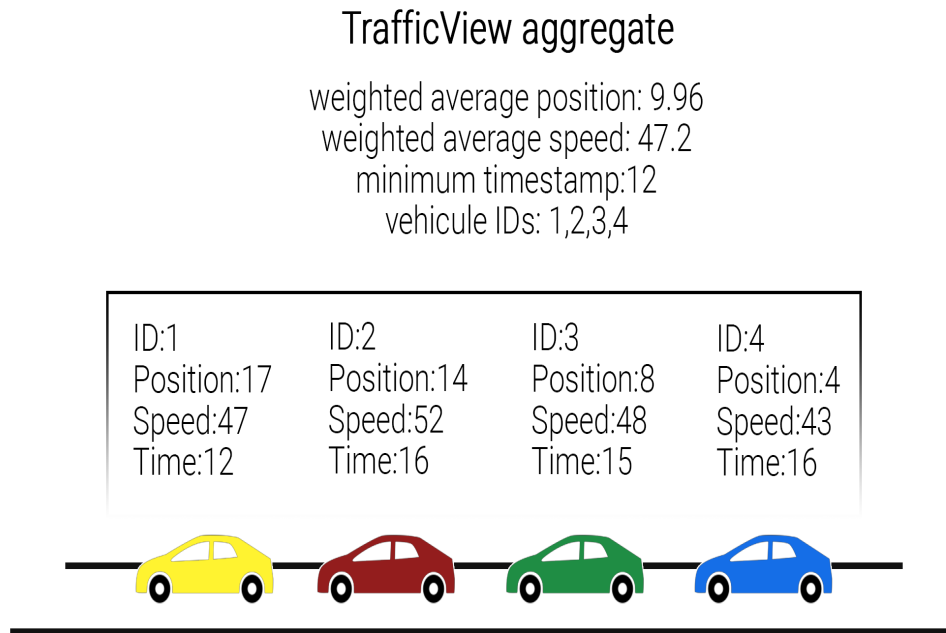 TrafficView aggregate
weighted average position: 9.96
weighted average speed: 47.2
minimum timestamp:12
vehicule IDs: 1,2,3,4
ID:1
Position:17
Speed:47
Time:12
ID:2
Position:14
Speed:52
Time:16
ID:3
Position:8
Speed:48
Time:15
ID:4
Position:4
Speed:43
Time:16